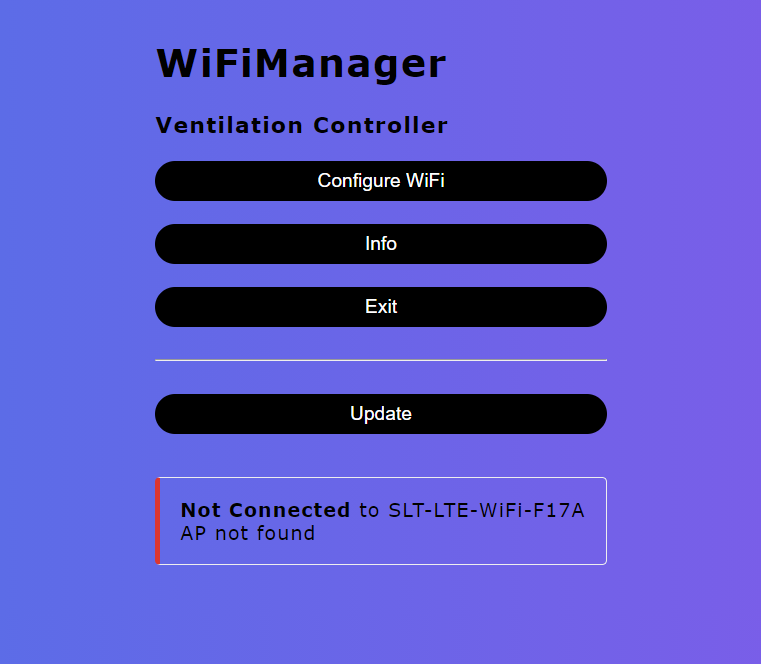 WiFiManager
Ventilation Controller
Configure WiFi
Info
Exit
Update
Not Connected to SLT-LTE-WiFi-F17A
AP not found